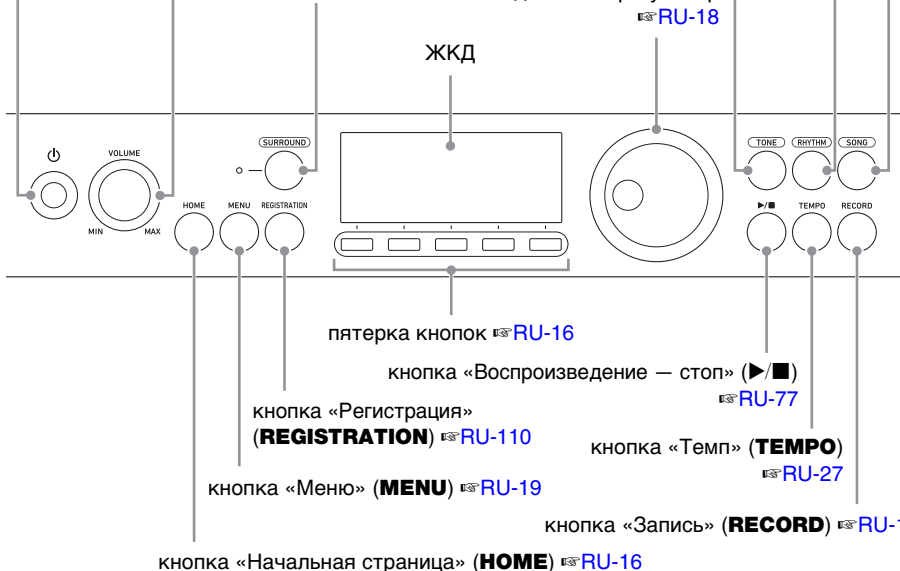 ☞RU-18
ЖКД
SURROUND
TONE
RHYTHM
SONG
VOLUME
MIN
MAX
HOME
MENU
REGISTRATION
▶/■
TEMPO
RECORD
пятерка кнопок ☞RU-16
кнопка «Воспроизведение — стоп» (▶/■)
☞RU-77
кнопка «Регистрация»
(REGISTRATION) ☞RU-110
кнопка «Темп» (TEMPO)
☞RU-27
кнопка «Меню» (MENU) ☞RU-19
кнопка «Запись» (RECORD)
кнопка «Начальная страница» (HOME) ☞RU-16